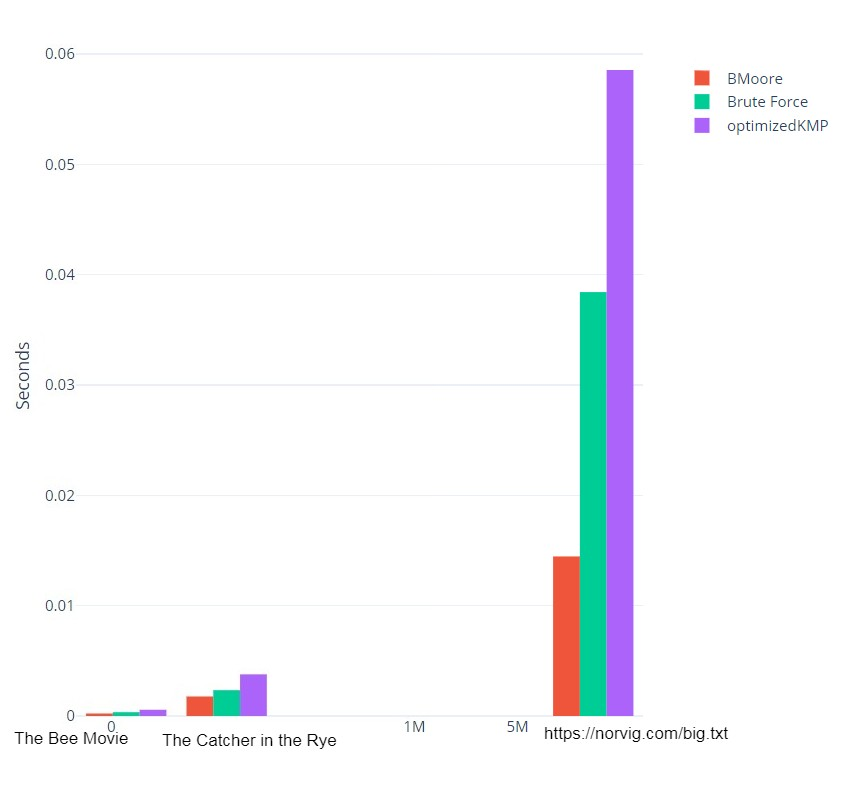 0.06
0.05
0.04
0.03
0.02
0.01
0
Seconds
BMoore
Brute Force
optimizedKMP
0
1M
5M
The Bee Movie
The Catcher in the Rye
https://norvig.com/big.txt